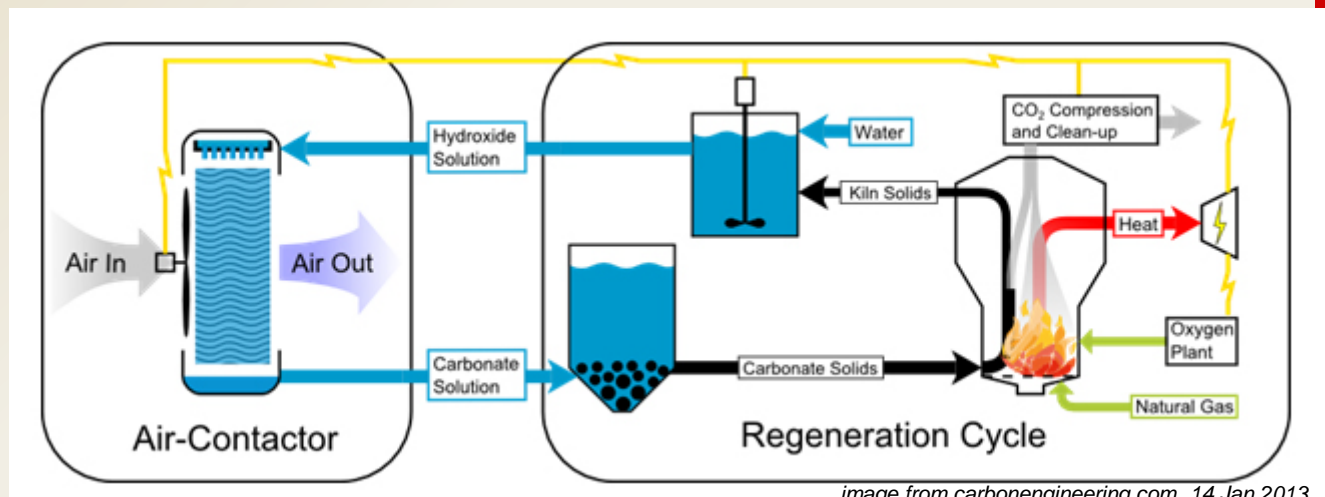 Air In
Air Out
Air-Contactor
Hydroxide
Solution
Carbonate
Solution
Water
Kiln Solids
Carbonate Solids
CO₂ Compression
and Clean-up
Heat
Oxygen
Plant
Natural Gas
Regeneration Cycle
image from carbonengineering.com, 14 Jan 2013